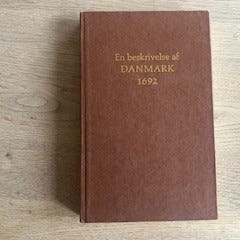 En beskrivelse af
DANMARK
1692